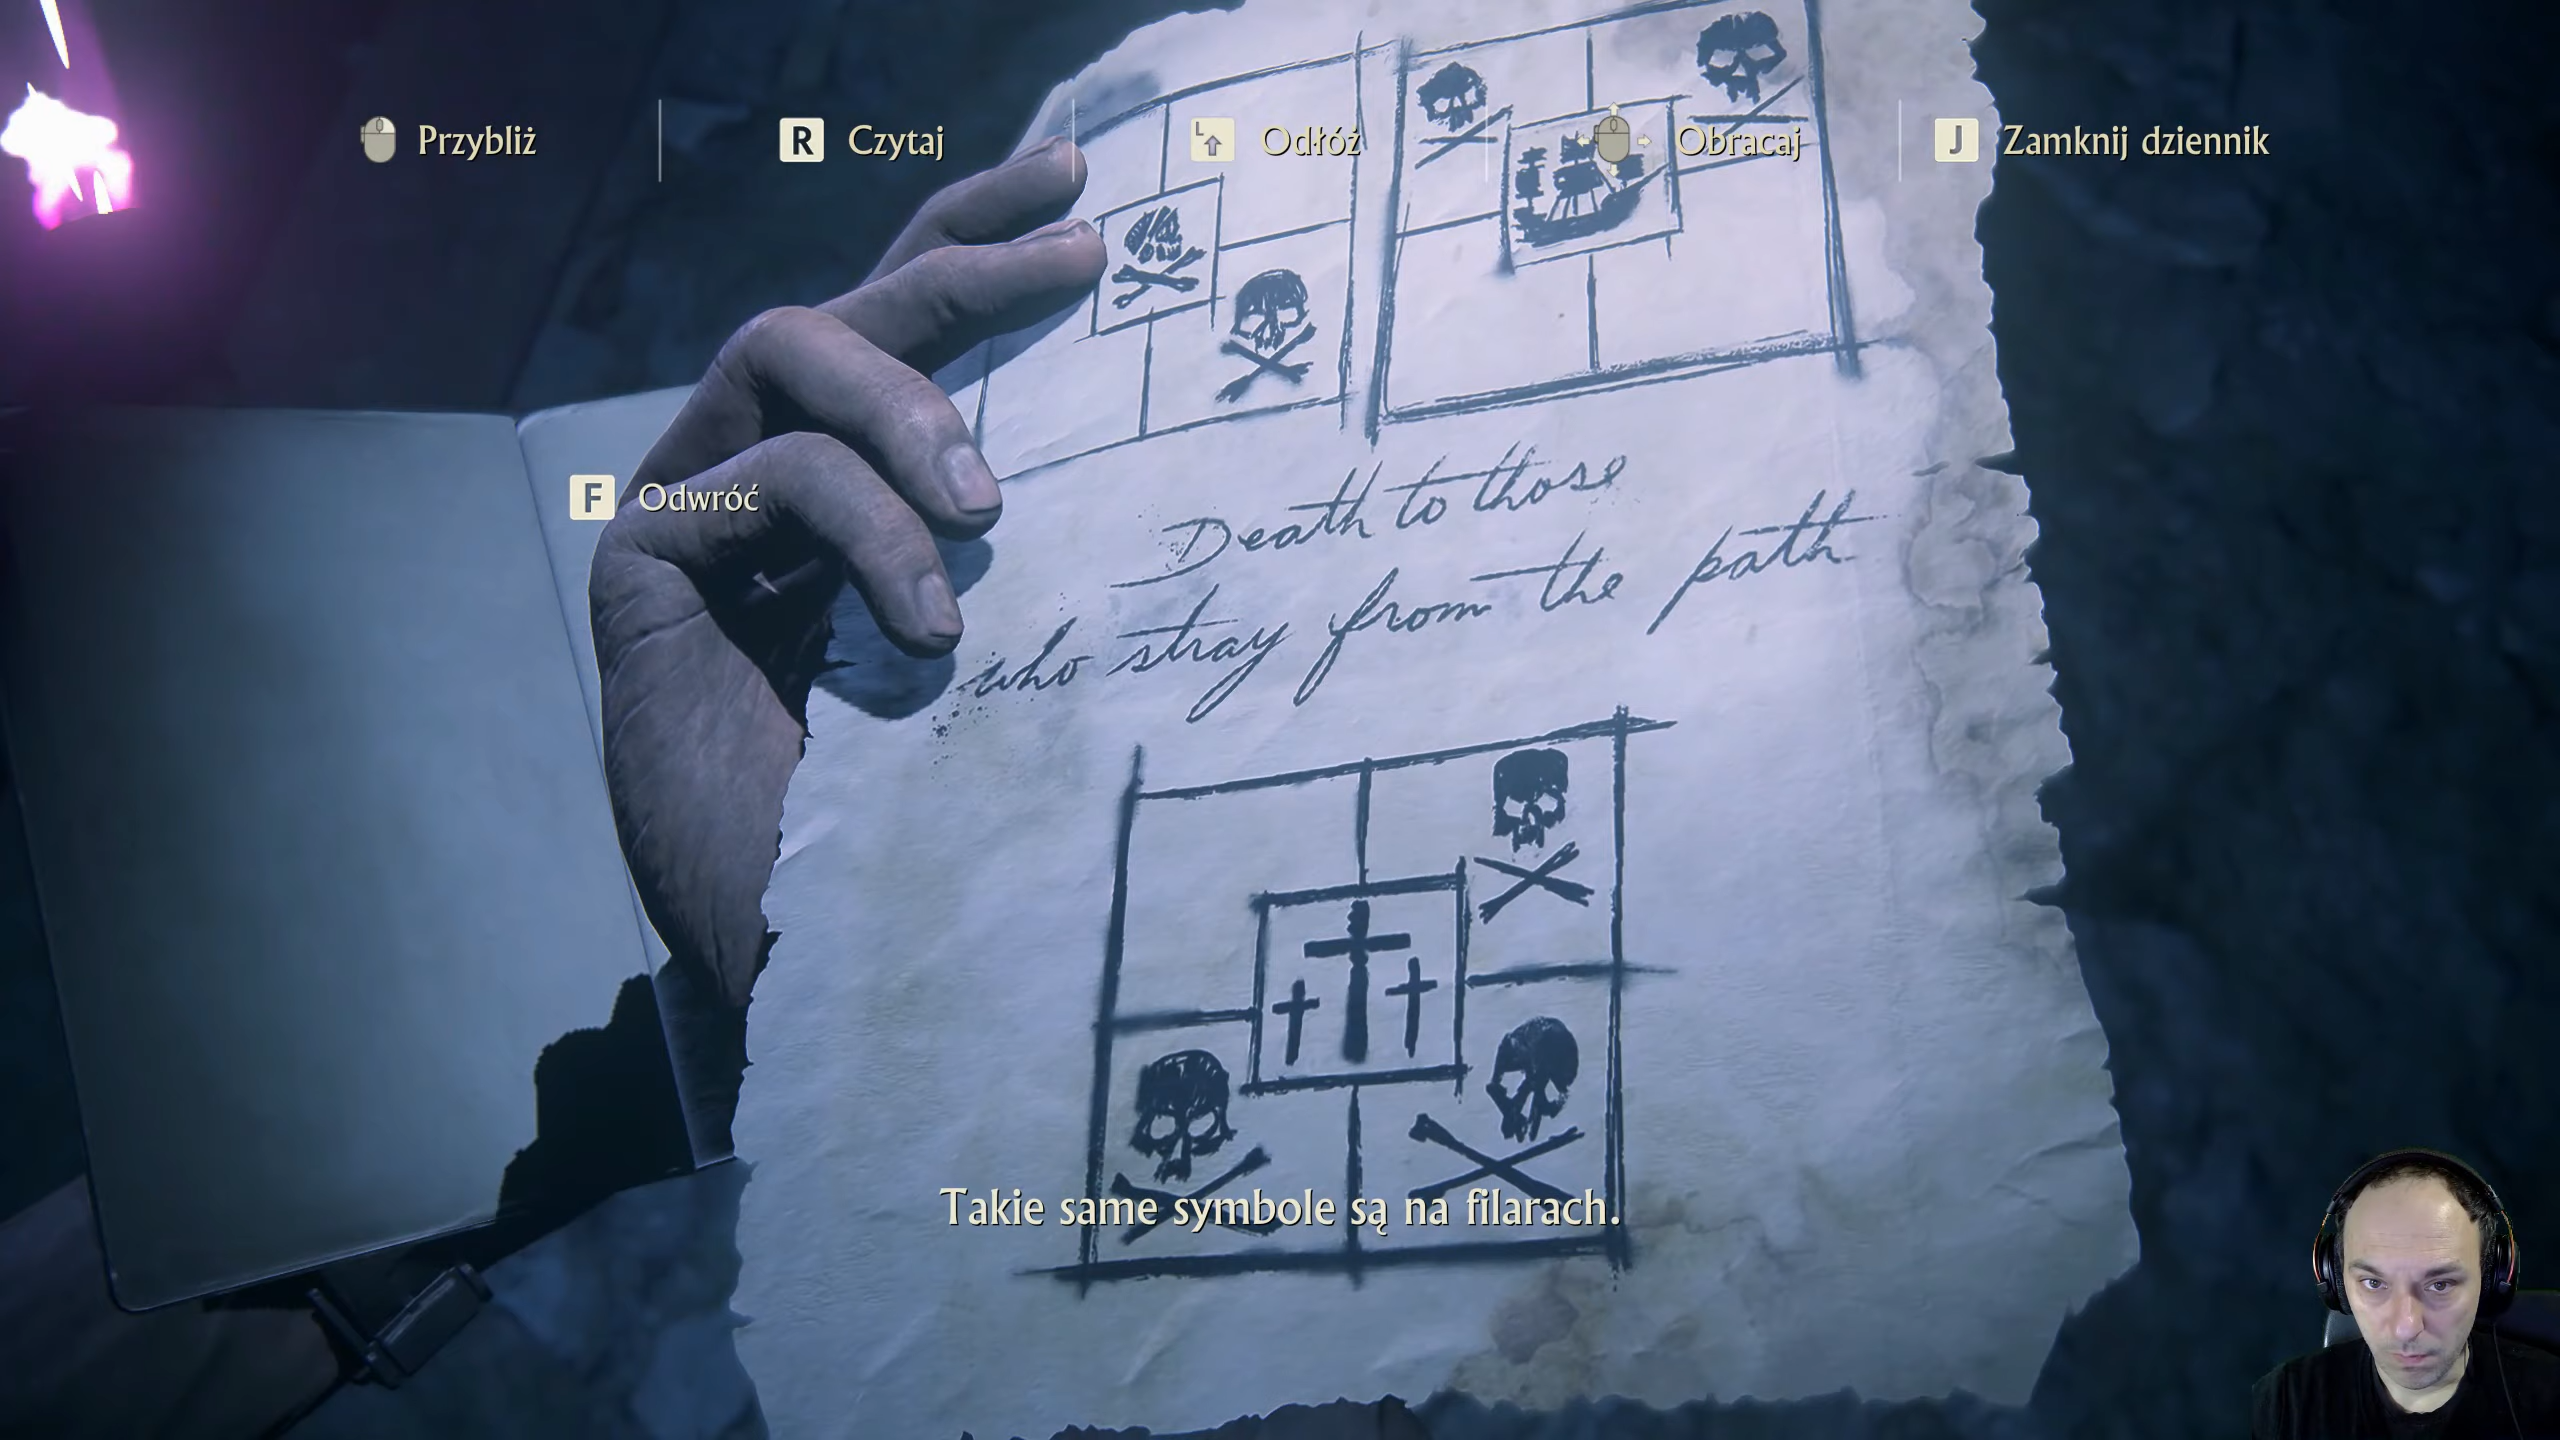 Przybliż
R Czytaj
L Odłóż
Obracaj
J Zamknij dziennik
F Odwróć
Death to those
who stray from the path
Takie same symbole są na filarach.